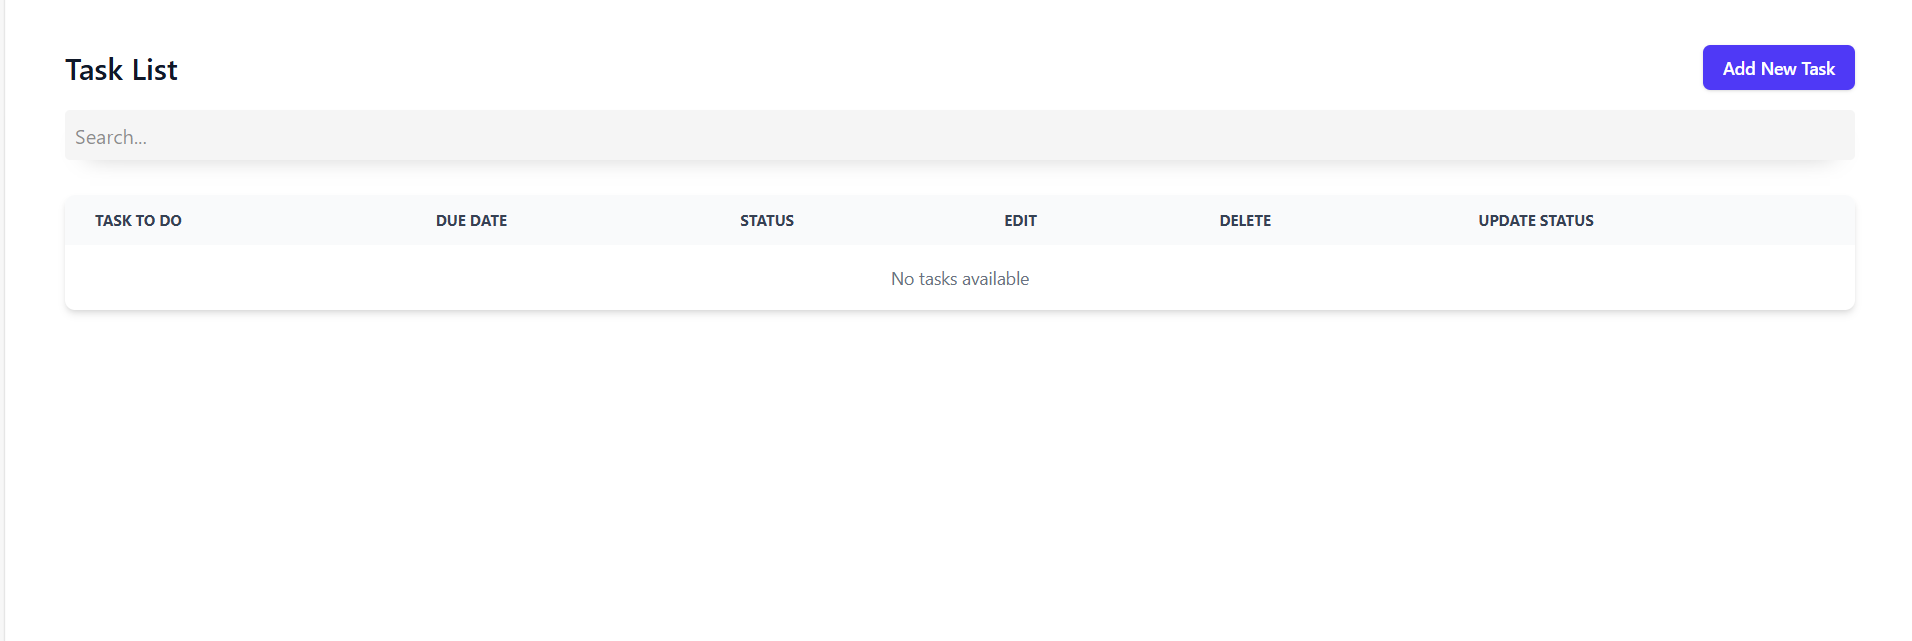 Task List
Add New Task
Search...
TASK TO DO DUE DATE STATUS EDIT DELETE UPDATE STATUS
No tasks available